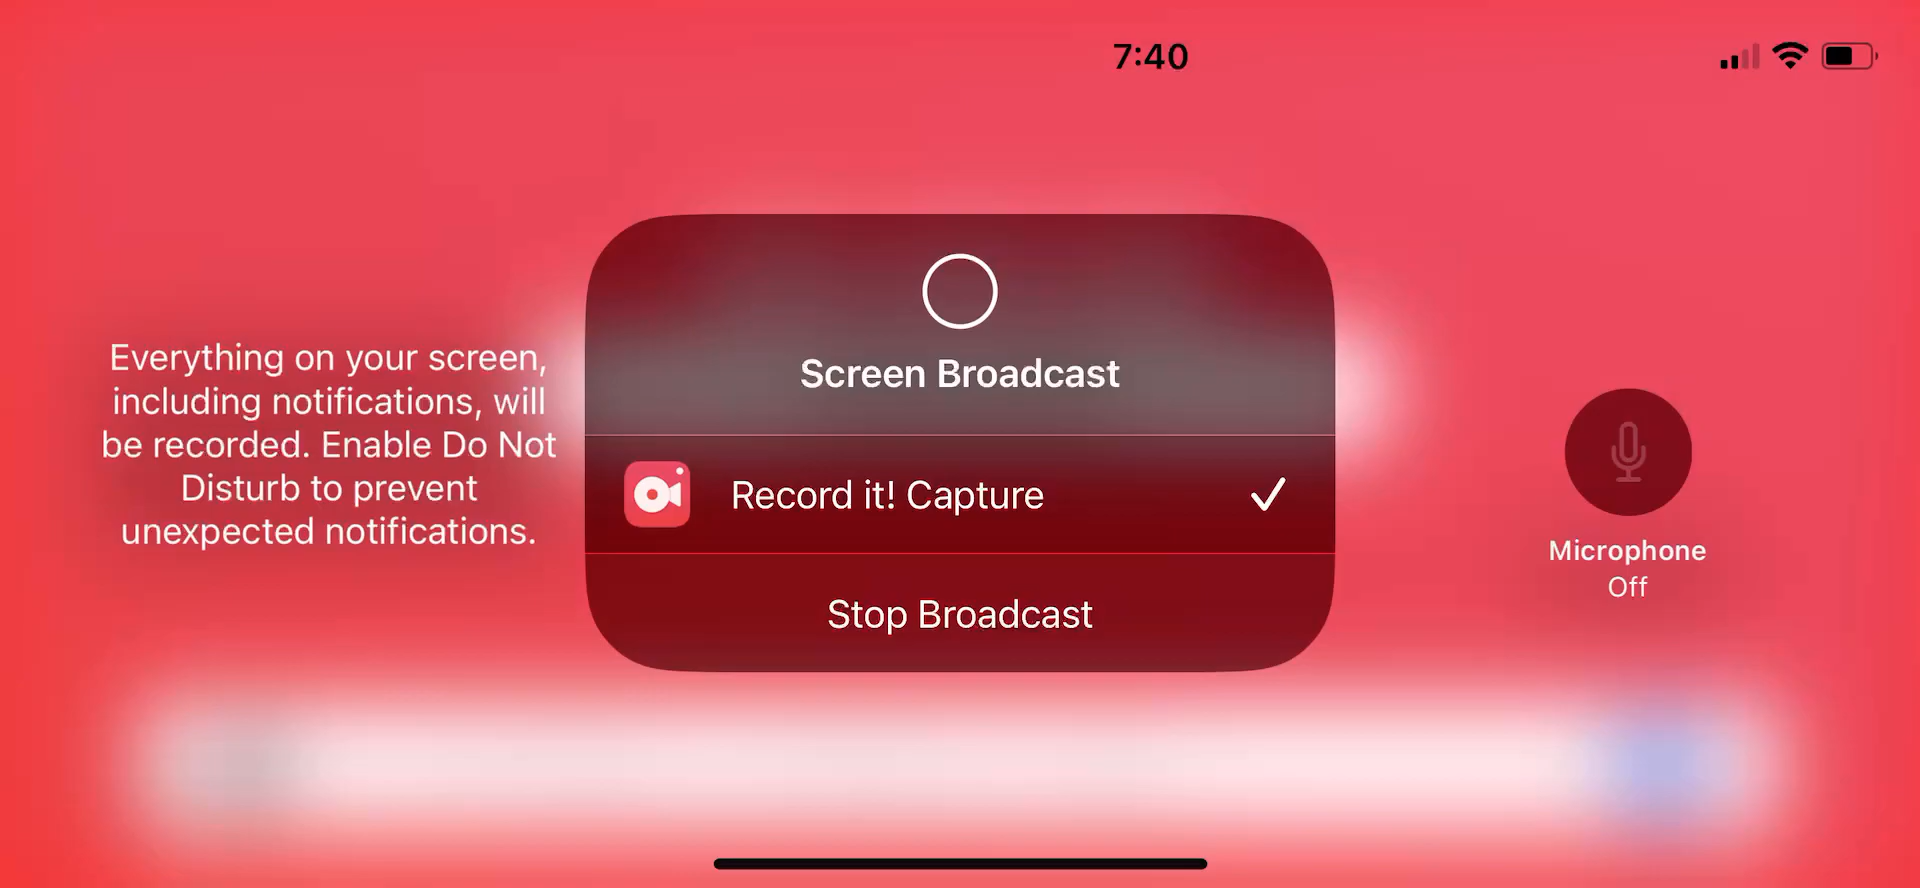 7:40
Everything on your screen,
including notifications, will
be recorded. Enable Do Not
Disturb to prevent
unexpected notifications.
Screen Broadcast
Record it! Capture
Stop Broadcast
Microphone
Off